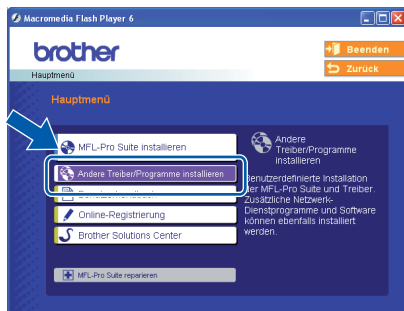 Macromedia Flash Player 6
brother
Beenden
Zurück
Hauptmenü
Hauptmenü
MFL-Pro Suite installieren
Andere Treiber/Programme installieren
Online-Registrierung
Brother Solutions Center
MFL-Pro Suite reparieren
Andere
Treiber/Programme
installieren
Benutzerdefinierte Installation
der MFL-Pro Suite und Treiber.
Zusätzliche Netzwerk-
Dienstprogramme und Software
können ebenfalls installiert
werden.